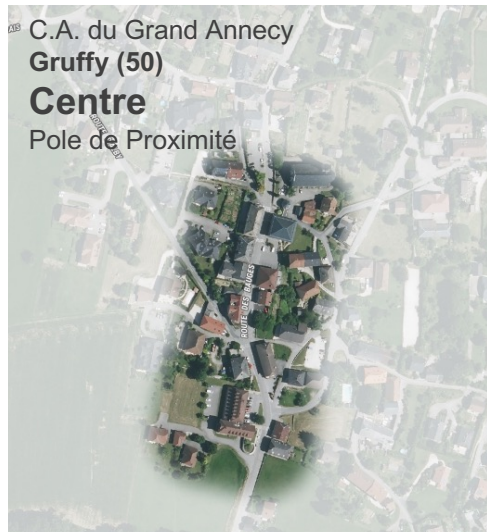 C.A. du Grand Annecy
Gruffy (50)
Centre
Pole de Proximité
ROUTE DES BAUGES